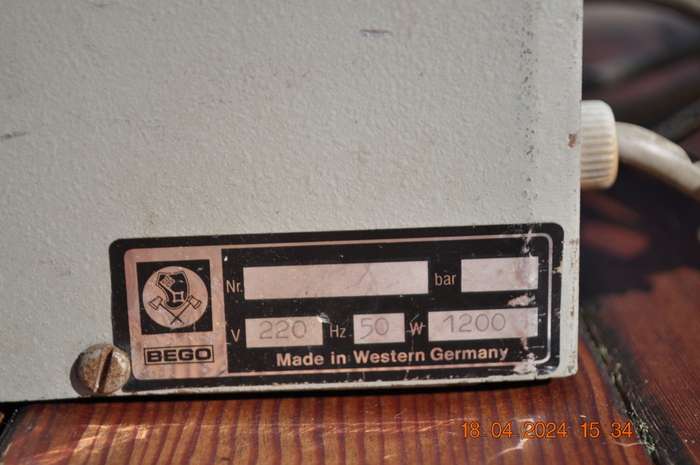 Nr. bar
V 220 Hz 50 W 1200
BEGO
Made in Western Germany
18 04 2024 15 34